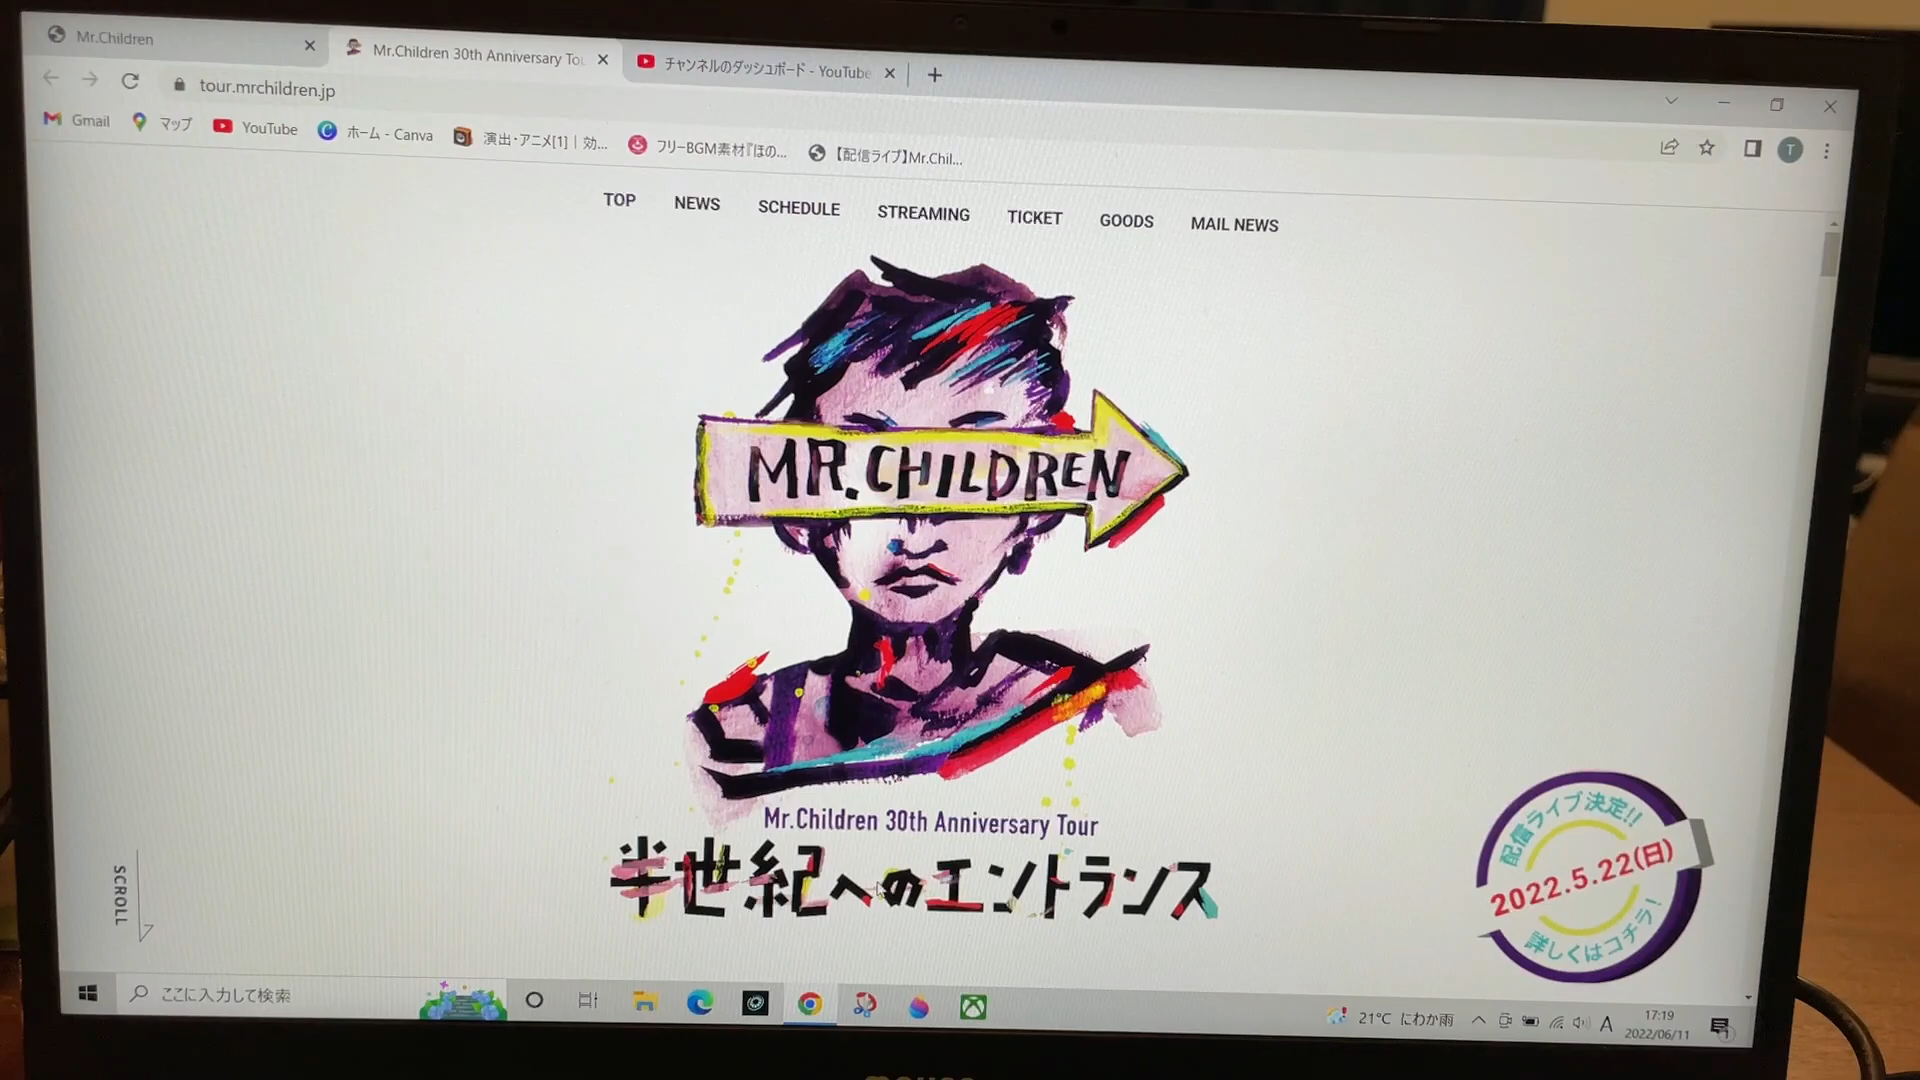 Mr.Children
Mr.Children 30th Anniversary Tou
チャンネルのダッシュボード - YouTube
tour.mrchildren.jp
Gmail
マップ
YouTube
ホーム - Canva
演出・アニメ[1] | 効...
フリーBGM素材『ほの...
【配信ライブ】Mr.Chil...
T
TOP NEWS SCHEDULE STREAMING TICKET GOODS MAIL NEWS
MR.CHILDREN
Mr.Children 30th Anniversary Tour
半世紀へのエントランス
SCROLL
配信ライブ決定!!
2022.5.22(日)
詳しくはコチラ!
ここに入力して検索
21°C にわか雨
A
17:19
2022/06/11
1